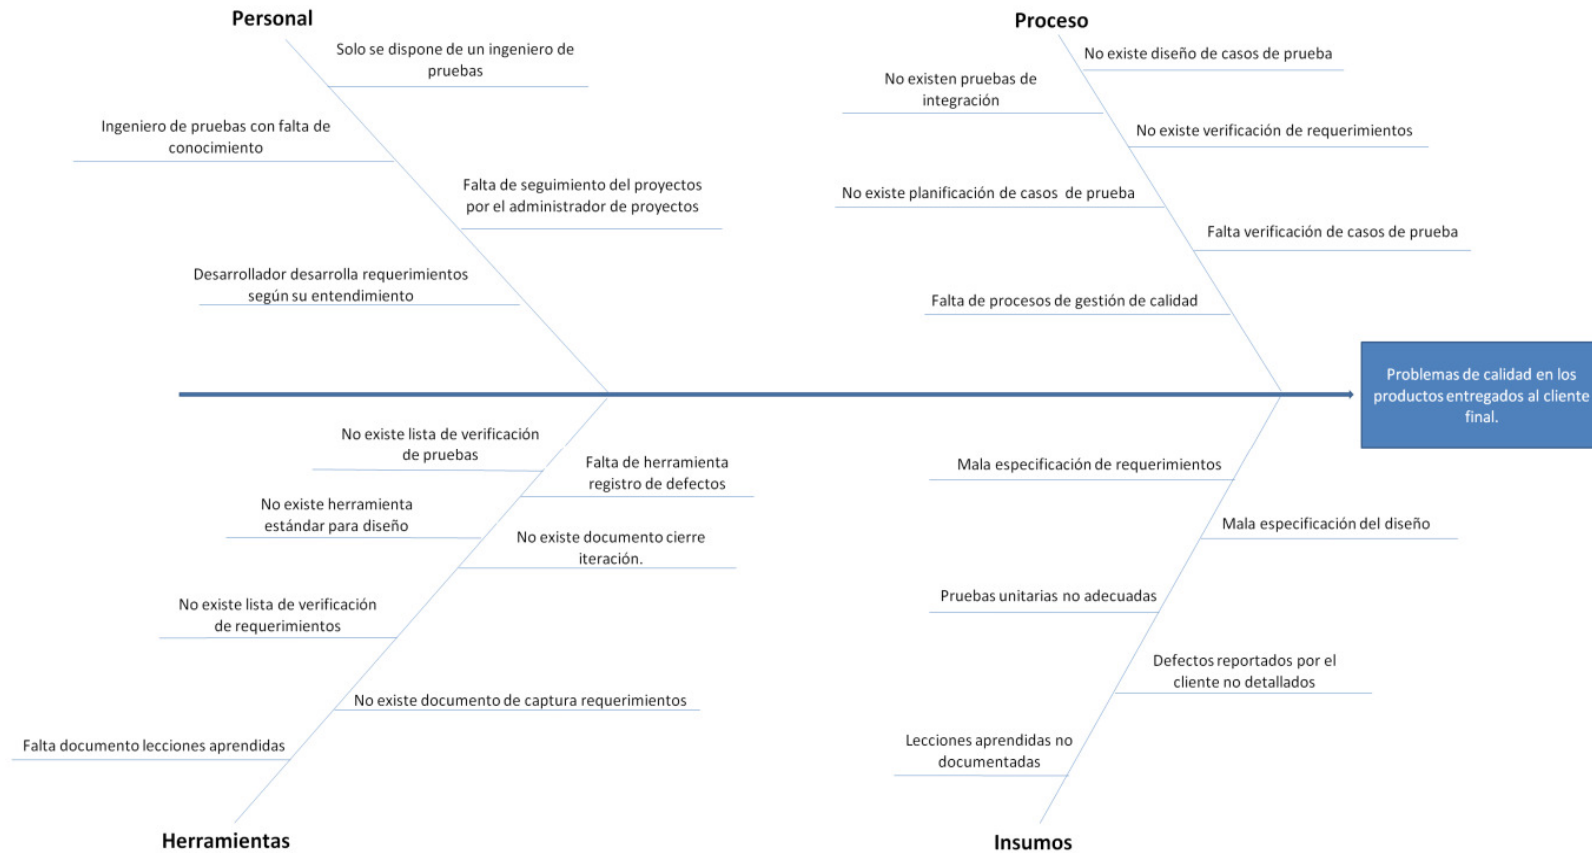 Personal
Solo se dispone de un ingeniero de
pruebas
Ingeniero de pruebas con falta de
conocimiento
Falta de seguimiento del proyectos
por el administrador de proyectos
Desarrollador desarrolla requerimientos
según su entendimiento
Proceso
No existe diseño de casos de prueba
No existen pruebas de
integración
No existe verificación de requerimientos
No existe planificación de casos de prueba
Falta verificación de casos de prueba
Falta de procesos de gestión de calidad
Problemas de calidad en los
productos entregados al cliente
final.
No existe lista de verificación
de pruebas
Falta de herramienta
registro de defectos
No existe herramienta
estándar para diseño
No existe documento cierre
iteración.
No existe lista de verificación
de requerimientos
No existe documento de captura requerimientos
Falta documento lecciones aprendidas
Herramientas
Mala especificación de requerimientos
Mala especificación del diseño
Pruebas unitarias no adecuadas
Defectos reportados por el
cliente no detallados
Lecciones aprendidas no
documentadas
Insumos